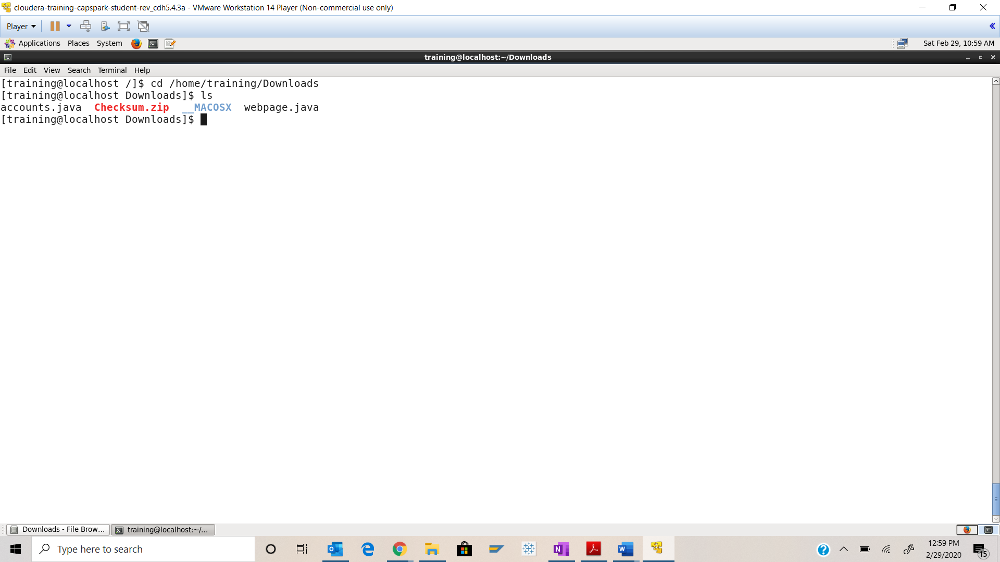 cloudera-training-capspark-student-rev_cdh5.4.3a - VMware Workstation 14 Player (Non-commercial use only)
Player
Applications Places System Sat Feb 29, 10:59 AM
training@localhost:~/Downloads
File Edit View Search Terminal Help
[training@localhost /]$ cd /home/training/Downloads
[training@localhost Downloads]$ ls
accounts.java Checksum.zip __MACOSX webpage.java
[training@localhost Downloads]$
Downloads - File Brow... training@localhost:~/...
Type here to search
12:59 PM
2/29/2020
15